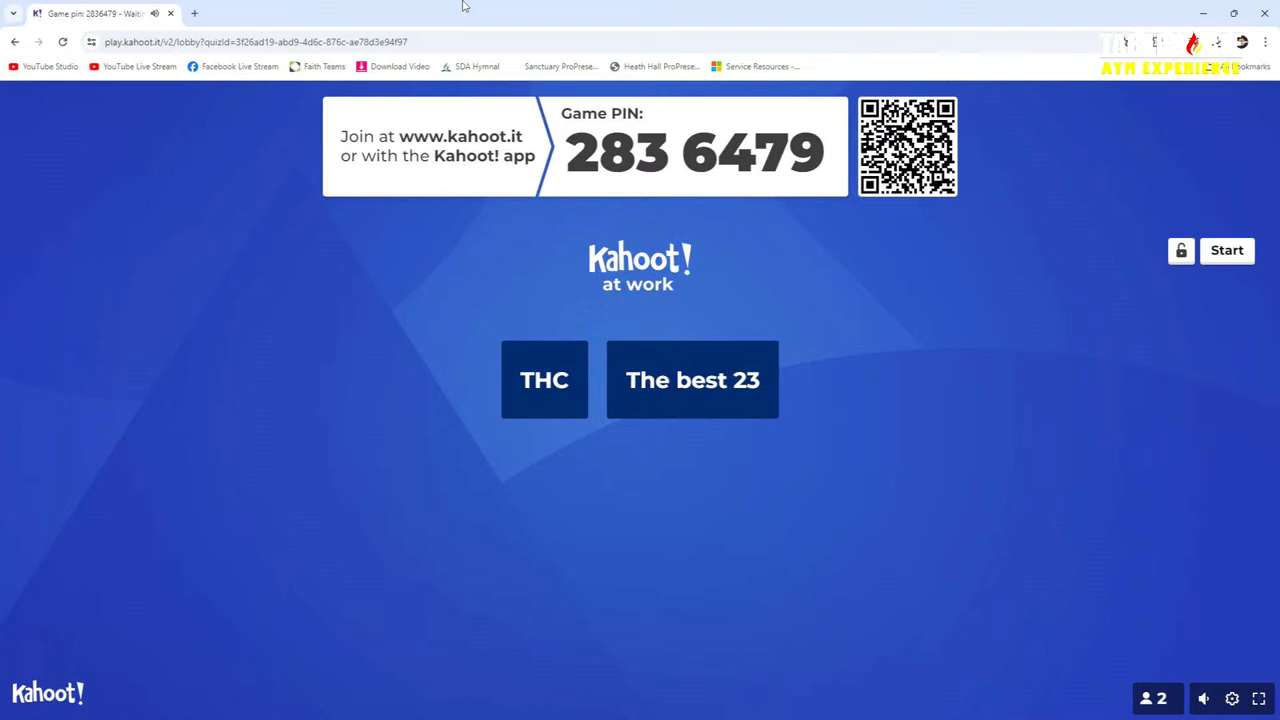 Game pin: 2836479 - Waiti
play.kahoot.it/v2/lobby?quizId=3f26ad19-abd9-4d6c-876c-ae78d3e94f97
YouTube Studio
YouTube Live Stream
Facebook Live Stream
Faith Teams
Download Video
SDA Hymnal
Sanctuary ProPrese...
Heath Hall ProPrese...
Service Resources -...
Bookmarks
AYM EXPERIENCE
Join at www.kahoot.it
or with the Kahoot! app
Game PIN:
283 6479
Kahoot!
at work
Start
THC
The best 23
Kahoot!
2